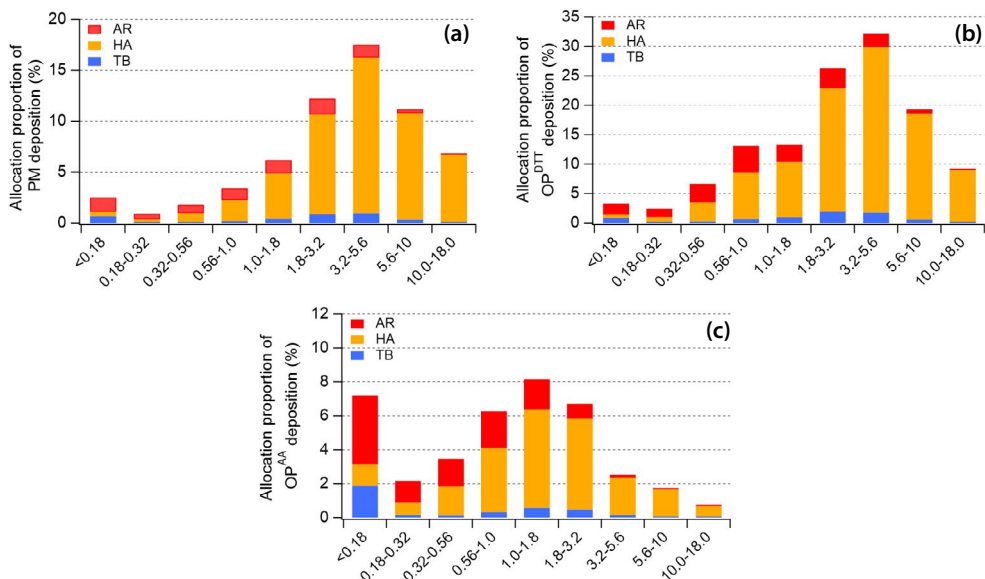 (a)
Allocation proportion of
PM deposition (%)
20
15
10
5
0
AR
HA
TB
<0.18
0.18-0.32
0.32-0.56
0.56-1.0
1.0-1.8
1.8-3.2
3.2-5.6
5.6-10
10.0-18.0
(b)
Allocation proportion of
OP^DTT deposition (%)
35
30
25
20
15
10
5
0
AR
HA
TB
<0.18
0.18-0.32
0.32-0.56
0.56-1.0
1.0-1.8
1.8-3.2
3.2-5.6
5.6-10
10.0-18.0
(c)
Allocation proportion of
OP^AA deposition (%)
12
10
8
6
4
2
0
AR
HA
TB
<0.18
0.18-0.32
0.32-0.56
0.56-1.0
1.0-1.8
1.8-3.2
3.2-5.6
5.6-10
10.0-18.0